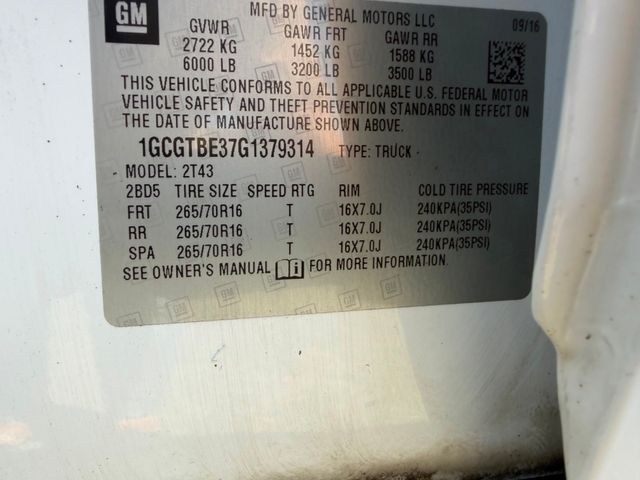 GM
MFD BY GENERAL MOTORS LLC 09/16
GVWR GAWR FRT GAWR RR
2722 KG 1452 KG 1588 KG
6000 LB 3200 LB 3500 LB
THIS VEHICLE CONFORMS TO ALL APPLICABLE U.S. FEDERAL MOTOR
VEHICLE SAFETY AND THEFT PREVENTION STANDARDS IN EFFECT ON
THE DATE OF MANUFACTURE SHOWN ABOVE.
1GCGTBE37G1379314 TYPE: TRUCK
MODEL: 2T43
2BD5 TIRE SIZE SPEED RTG RIM COLD TIRE PRESSURE
FRT 265/70R16 T 16X7.0J 240KPA(35PSI)
RR 265/70R16 T 16X7.0J 240KPA(35PSI)
SPA 265/70R16 T 16X7.0J 240KPA(35PSI)
SEE OWNER'S MANUAL FOR MORE INFORMATION.